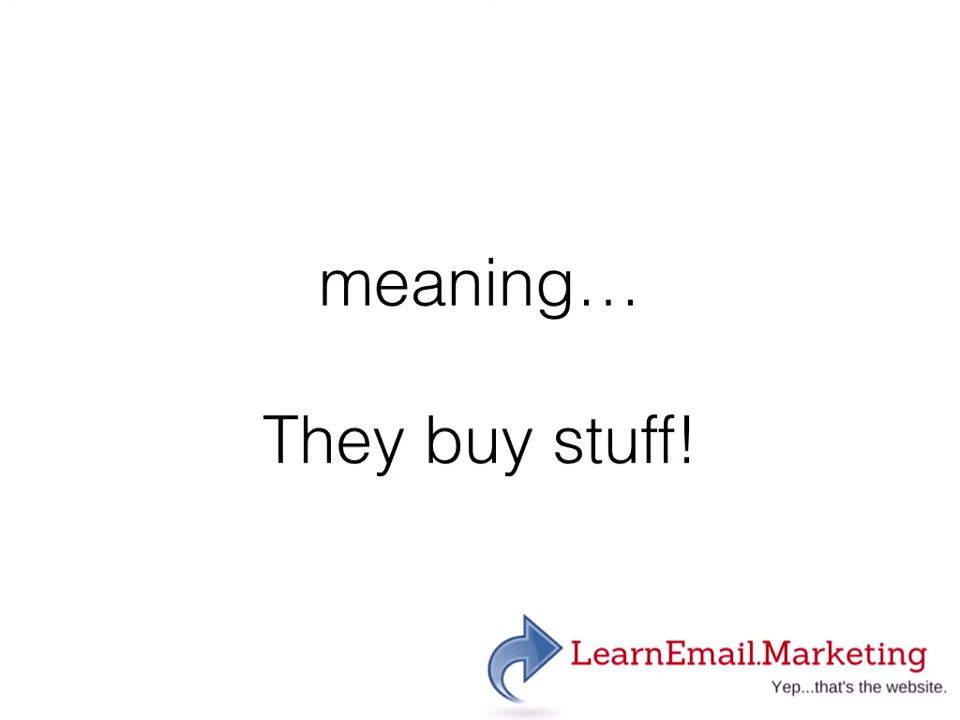 meaning…
They buy stuff!
LearnEmail.Marketing
Yep...that's the website.